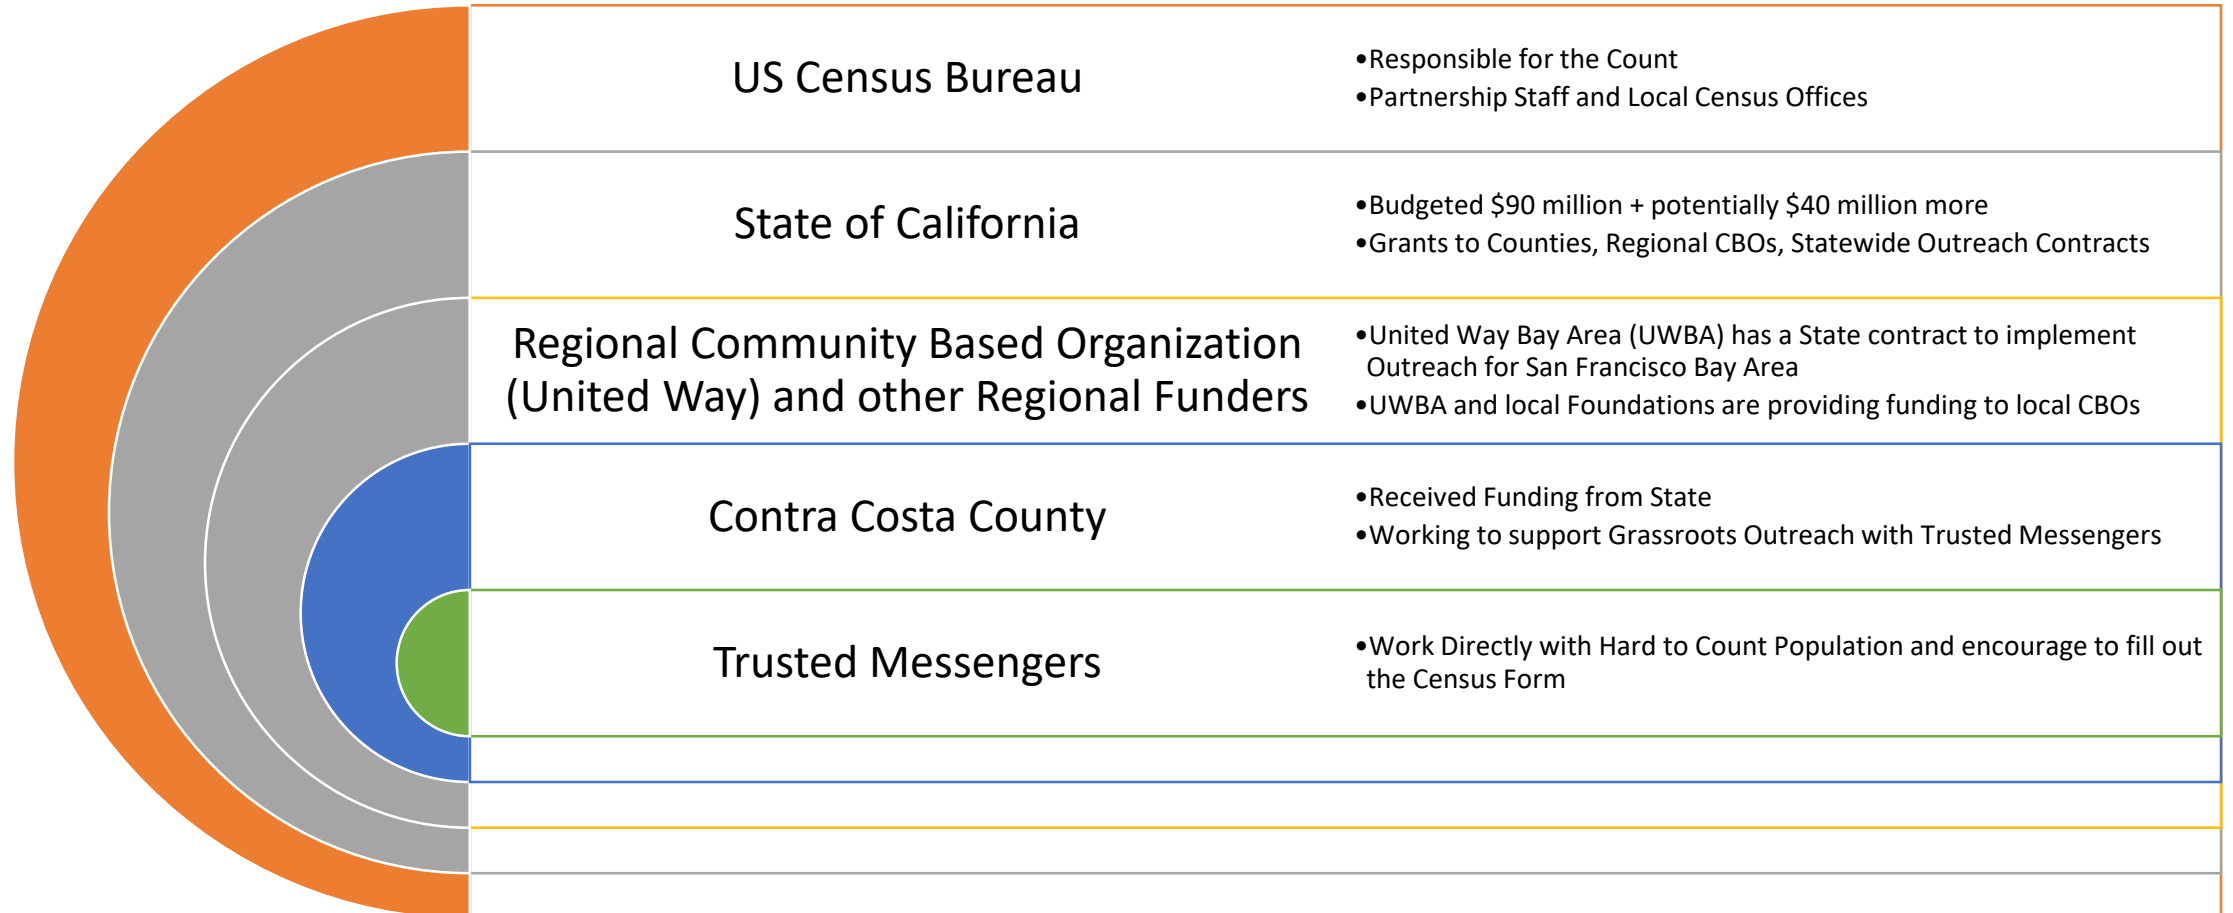 US Census Bureau
•Responsible for the Count
•Partnership Staff and Local Census Offices
State of California
•Budgeted $90 million + potentially $40 million more
•Grants to Counties, Regional CBOs, Statewide Outreach Contracts
Regional Community Based Organization
(United Way) and other Regional Funders
•United Way Bay Area (UWBA) has a State contract to implement
Outreach for San Francisco Bay Area
•UWBA and local Foundations are providing funding to local CBOs
Contra Costa County
•Received Funding from State
•Working to support Grassroots Outreach with Trusted Messengers
Trusted Messengers
•Work Directly with Hard to Count Population and encourage to fill out
the Census Form